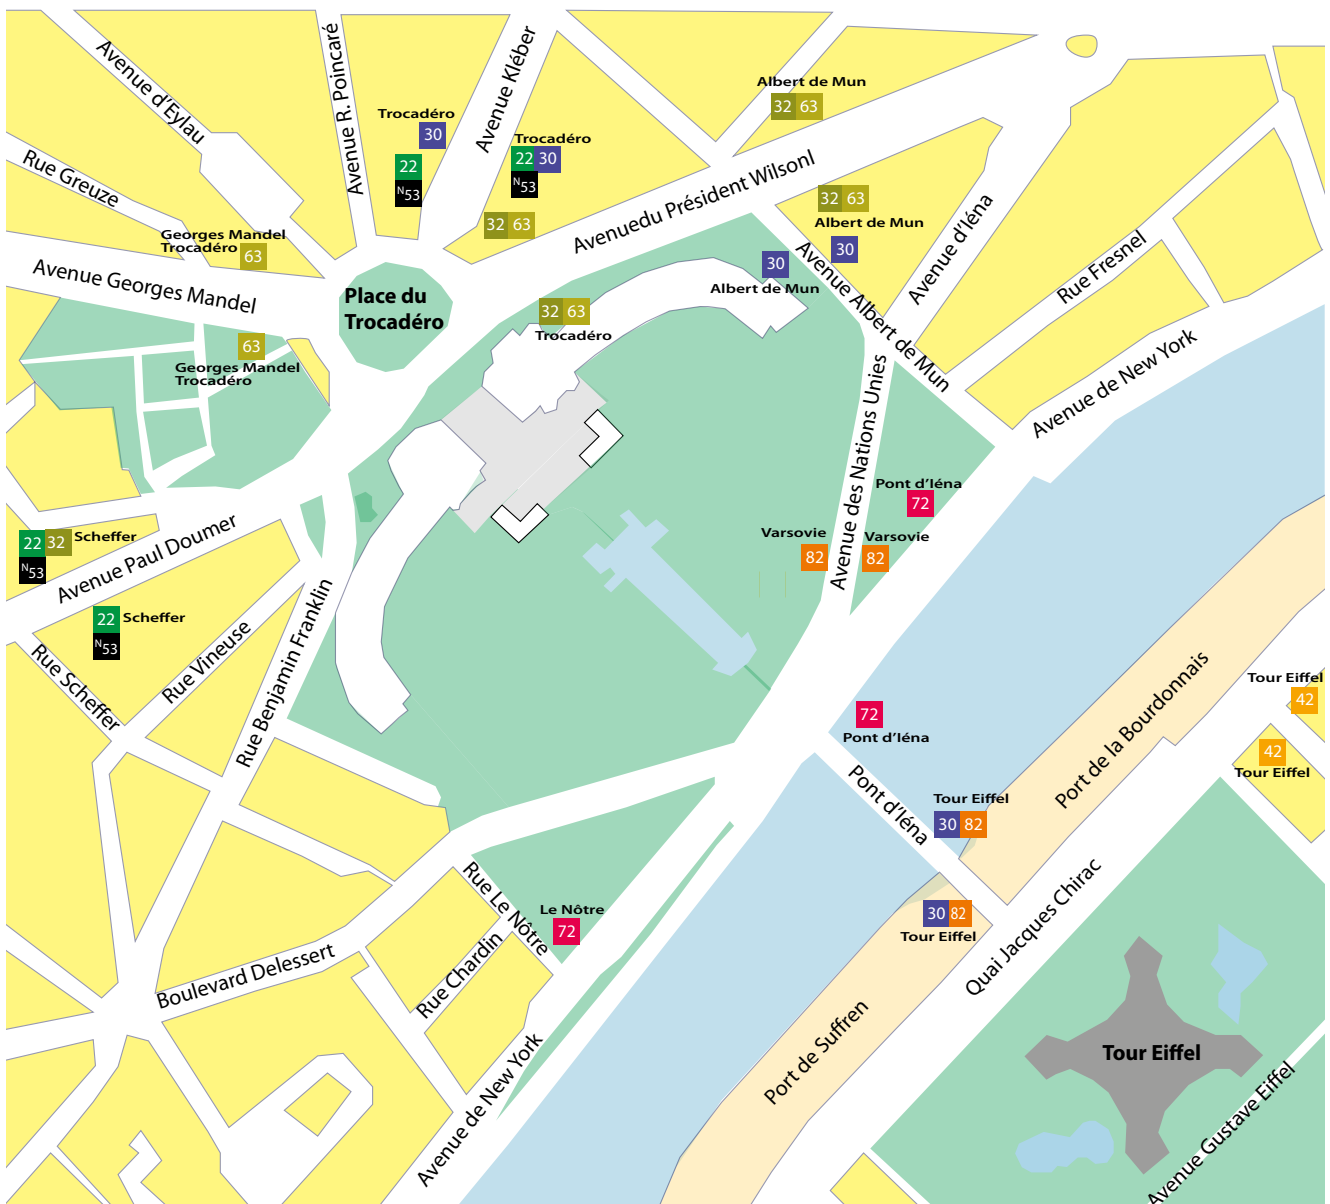 Avenue d'Eylau
Avenue R. Poincaré
Avenue Kléber
Rue Greuze
Trocadéro
30
22
N53
Trocadéro
22 30
N53
32 63
Albert de Mun
32 63
Avenuedu Président Wilsonl
32 63
Albert de Mun
30
30
Albert de Mun
Avenue Albert de Mun
Avenue d'Iéna
Rue Fresnel
Avenue de New York
Georges Mandel
Trocadéro
63
Avenue Georges Mandel
Place du
Trocadéro
32 63
Trocadéro
63
Georges Mandel
Trocadéro
Avenue des Nations Unies
Pont d'Iéna
72
Varsovie
82
Varsovie
82
22 32 Scheffer
N53
Avenue Paul Doumer
22 Scheffer
N53
Rue Scheffer
Rue Vineuse
Rue Benjamin Franklin
72
Pont d'Iéna
Pont d'Iéna
Port de la Bourdonnais
Tour Eiffel
42
42
Tour Eiffel
Tour Eiffel
30 82
30 82
Tour Eiffel
Quai Jacques Chirac
Rue Le Nôtre
Le Nôtre
72
Rue Chardin
Boulevard Delessert
Avenue de New York
Port de Suffren
Tour Eiffel
Avenue Gustave Eiffel